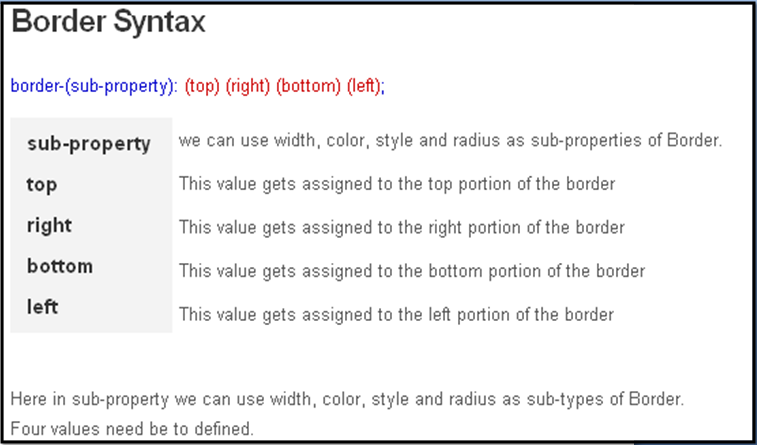 Border Syntax
border-(sub-property): (top) (right) (bottom) (left);
sub-property we can use width, color, style and radius as sub-properties of Border.
top This value gets assigned to the top portion of the border
right This value gets assigned to the right portion of the border
bottom This value gets assigned to the bottom portion of the border
left This value gets assigned to the left portion of the border
Here in sub-property we can use width, color, style and radius as sub-types of Border.
Four values need be to defined.